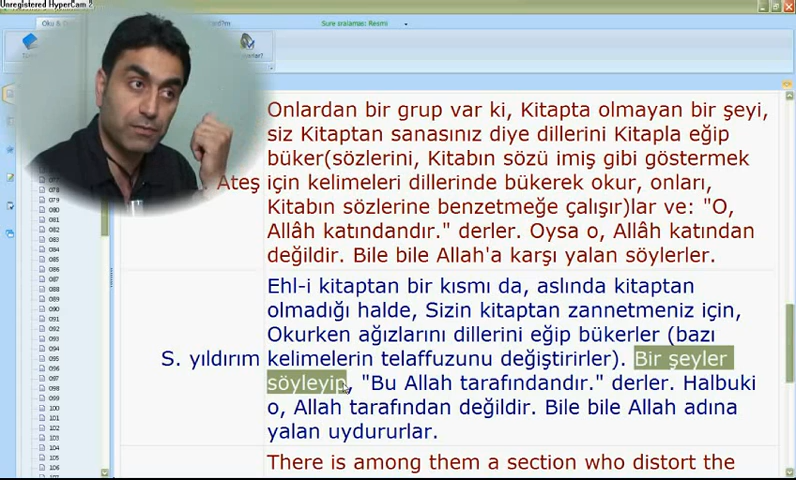 Unregistered HyperCam 2
Oku &
Sure sıralaması: Resmi
Onlardan bir grup var ki, Kitapta olmayan bir şeyi,
siz Kitaptan sanasınız diye dillerini Kitapla eğip
büker(sözlerini, Kitabın sözü imiş gibi göstermek
Ateş için kelimeleri dillerinde bükerek okur, onları,
Kitabın sözlerine benzetmeğe çalışır)lar ve: "O,
Allâh katındandır." derler. Oysa o, Allâh katından
değildir. Bile bile Allah'a karşı yalan söylerler.
Ehl-i kitaptan bir kısmı da, aslında kitaptan
olmadığı halde, Sizin kitaptan zannetmeniz için,
Okurken ağızlarını dillerini eğip bükerler (bazı
S. yıldırım kelimelerin telaffuzunu değiştirirler). Bir şeyler
söyleyip, "Bu Allah tarafındandır." derler. Halbuki
o, Allah tarafından değildir. Bile bile Allah adına
yalan uydururlar.
There is among them a section who distort the
078
079
080
081
082
083
084
085
086
087
088
089
090
091
092
093
094
095
096
097
098
099
100
101
102
103
104
105
106
107